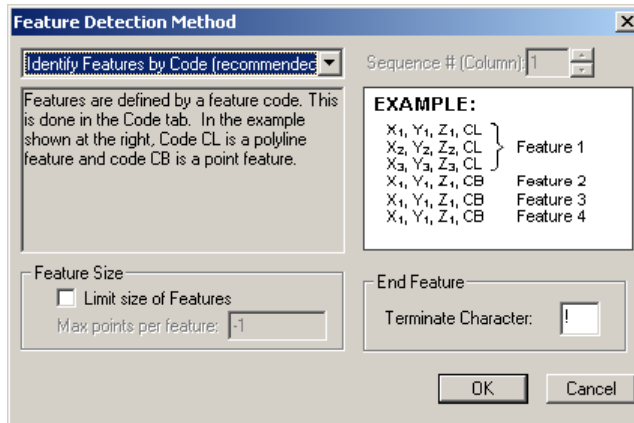 Feature Detection Method
Identify Features by Code (recommended
Sequence # (Column): 1
Features are defined by a feature code. This
is done in the Code tab. In the example
shown at the right, Code CL is a polyline
feature and code CB is a point feature.
EXAMPLE:
X₁, Y₁, Z₁, CL
X₂, Y₂, Z₂, CL Feature 1
X₃, Y₃, Z₃, CL
X₁, Y₁, Z₁, CB Feature 2
X₁, Y₁, Z₁, CB Feature 3
X₁, Y₁, Z₁, CB Feature 4
Feature Size
Limit size of Features
Max points per feature: -1
End Feature
Terminate Character: !
OK Cancel